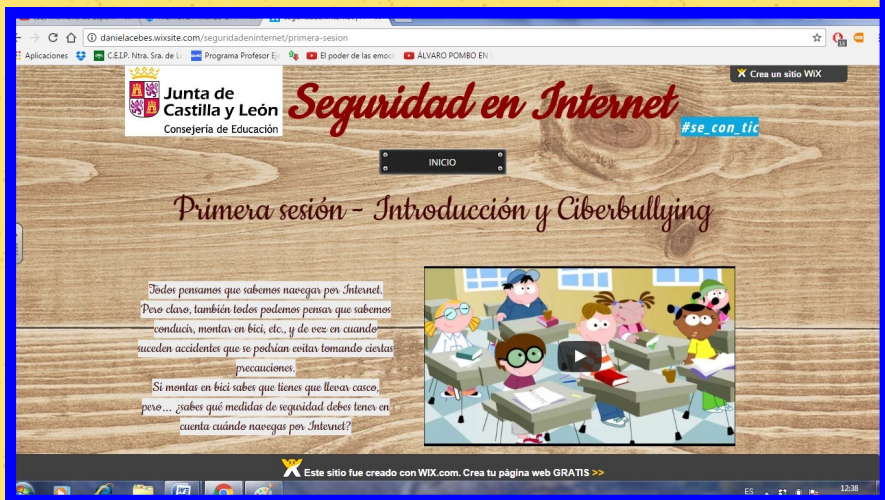 danielacebes.wixsite.com/seguridadeninternet/primera-sesion
Aplicaciones C.E.I.P. Ntra. Sra. de Programa Profesor El poder de las emoc ÁLVARO POMBO EN
Crea un sitio WiX
Junta de
Castilla y León
Consejería de Educación
Seguridad en Internet
#se_con_tic
INICIO
Primera sesión - Introducción y Ciberbullying
Todos pensamos que sabemos navegar por Internet.
Pero claro, también todos podemos pensar que sabemos
conducir, montar en bici, etc., y de vez en cuando
suceden accidentes que se podrían evitar tomando ciertas
precauciones.
Si montas en bici sabes que tienes que llevar casco,
pero... ¿sabes qué medidas de seguridad debes tener en
cuenta cuándo navegas por Internet?
Este sitio fue creado con WIX.com. Crea tu página web GRATIS >>
ES 12:38